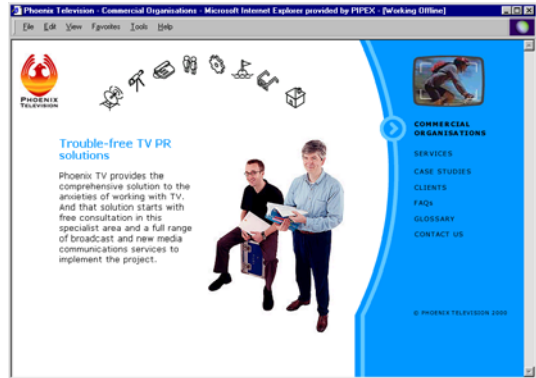 Phoenix Television - Commercial Organisations - Microsoft Internet Explorer provided by PIPEX - [Working Offline]
File Edit View Favorites Tools Help
PHOENIX
TELEVISION
Trouble-free TV PR
solutions
Phoenix TV provides the
comprehensive solution to the
anxieties of working with TV.
And that solution starts with
free consultation in this
specialist area and a full range
of broadcast and new media
communications services to
implement the project.
COMMERCIAL
ORGANISATIONS
SERVICES
CASE STUDIES
CLIENTS
FAQs
GLOSSARY
CONTACT US
© PHOENIX TELEVISION 2000